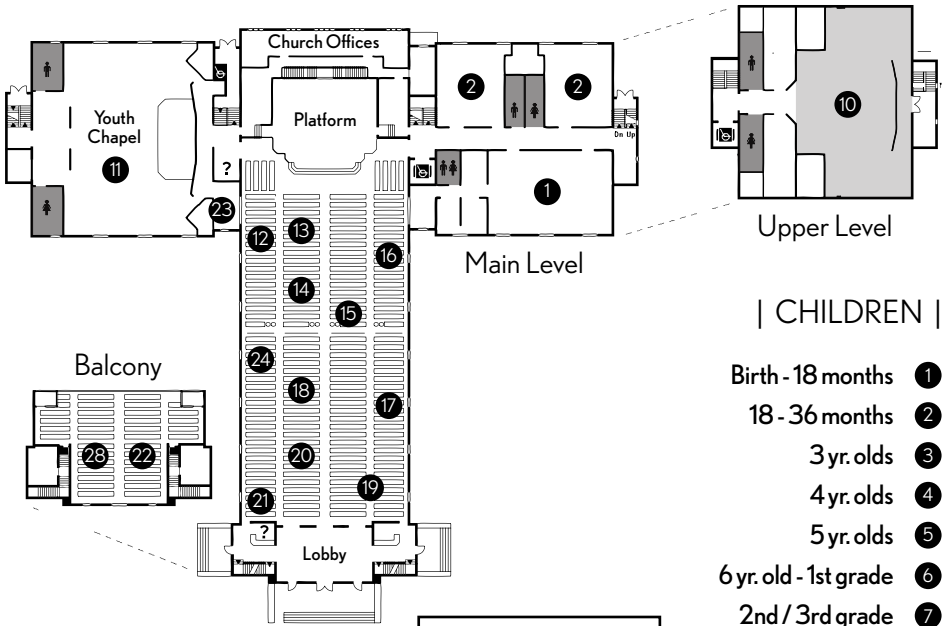 Church Offices
Youth
Chapel
11
Platform
?
23
2
2
Dn Up
1
10
Upper Level
Main Level
12
13
14
15
16
24
18
17
20
19
21
?
Lobby
Balcony
28
22
| CHILDREN |
Birth - 18 months 1
18 - 36 months 2
3 yr. olds 3
4 yr. olds 4
5 yr. olds 5
6 yr. old - 1st grade 6
2nd / 3rd grade 7